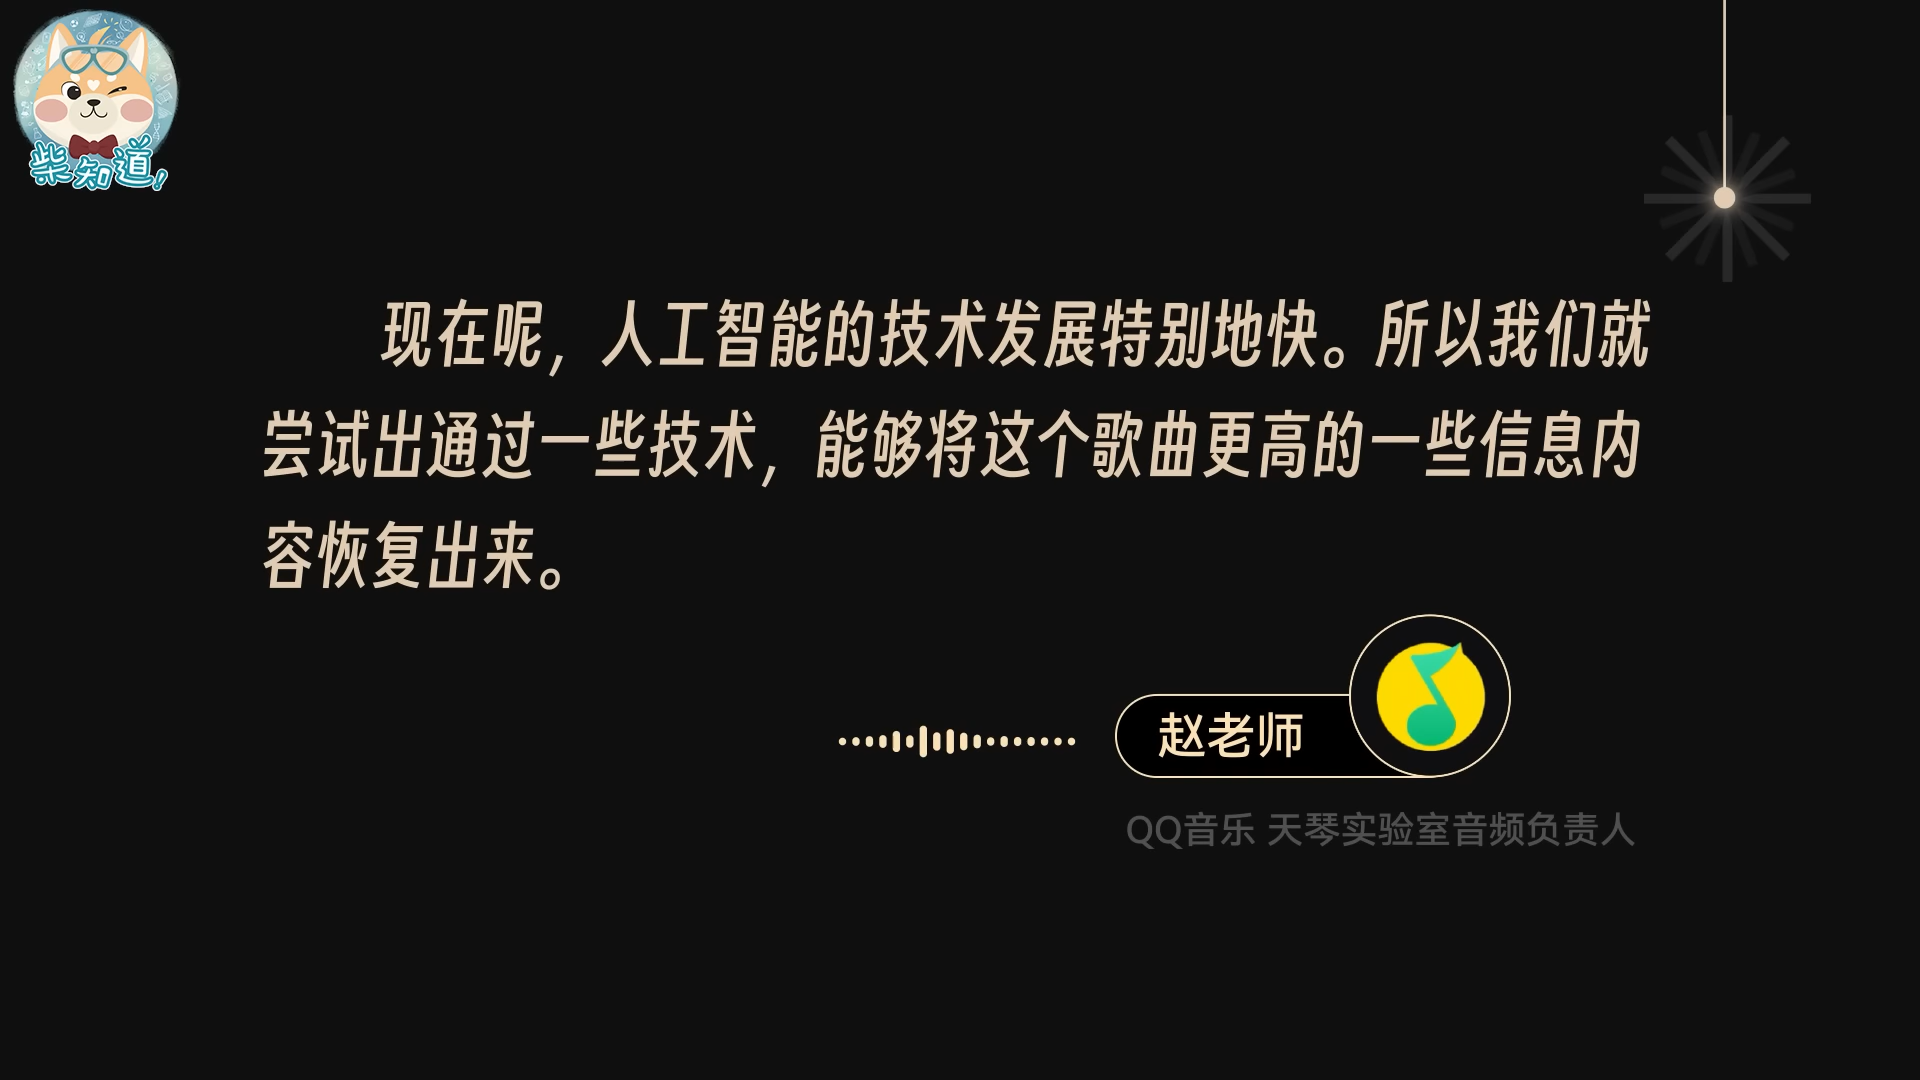 柴知道!
现在呢，人工智能的技术发展特别地快。所以我们就
尝试出通过一些技术，能够将这个歌曲更高的一些信息内
容恢复出来。
赵老师
QQ音乐 天琴实验室音频负责人